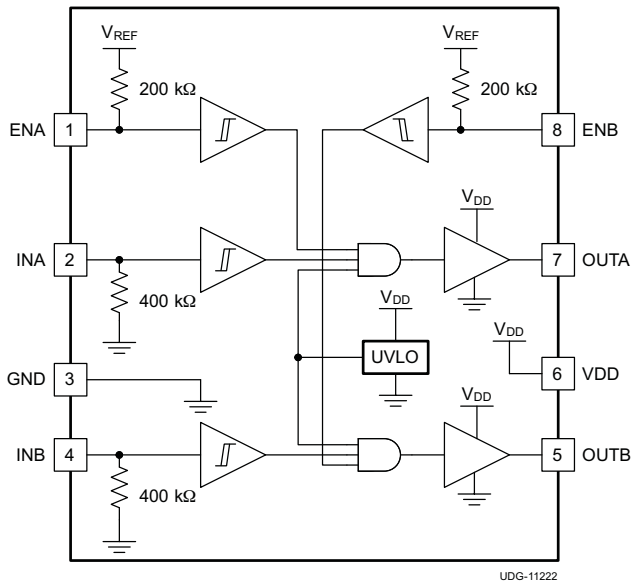 VREF
VREF
200 kΩ
200 kΩ
ENA 1
8 ENB
VDD
INA 2
7 OUTA
400 kΩ
VDD
VDD
UVLO
GND 3
6 VDD
VDD
INB 4
5 OUTB
400 kΩ
UDG-11222